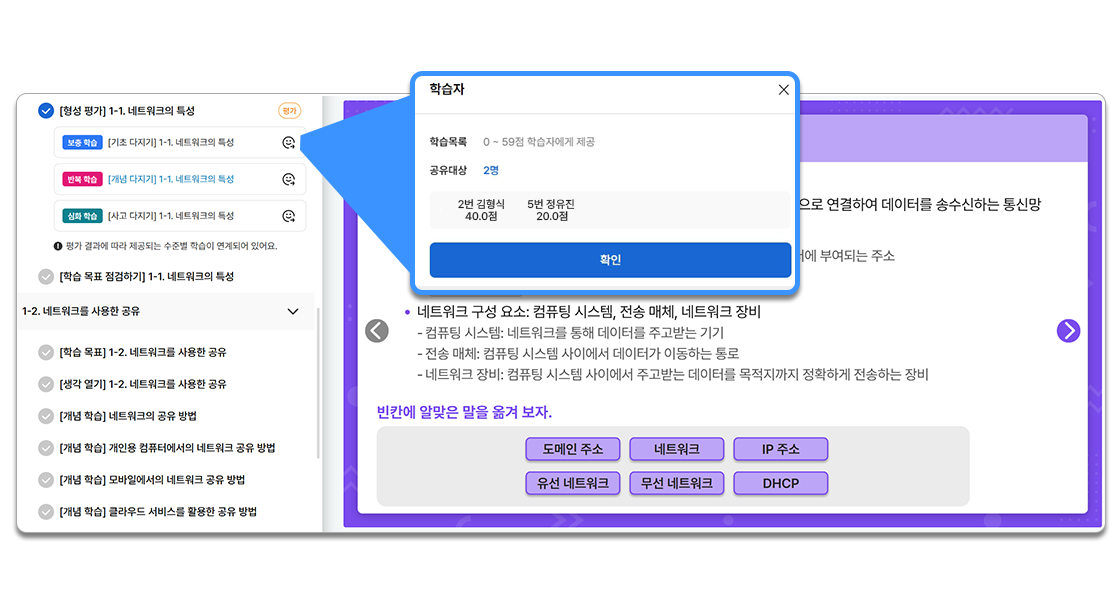 [형성 평가] 1-1. 네트워크의 특성
평가
보충 학습 [기초 다지기] 1-1. 네트워크의 특성
반복 학습 [개념 다지기] 1-1. 네트워크의 특성
심화 학습 [사고 다지기] 1-1. 네트워크의 특성
평가 결과에 따라 제공되는 수준별 학습이 연계되어 있어요.
[학습 목표 점검하기] 1-1. 네트워크의 특성
1-2. 네트워크를 사용한 공유
[학습 목표] 1-2. 네트워크를 사용한 공유
[생각 열기] 1-2. 네트워크를 사용한 공유
[개념 학습] 네트워크의 공유 방법
[개념 학습] 개인용 컴퓨터에서의 네트워크 공유 방법
[개념 학습] 모바일에서의 네트워크 공유 방법
[개념 학습] 클라우드 서비스를 활용한 공유 방법
학습자
학습목록 0 ~ 59점 학습자에게 제공
공유대상 2명
2번 김형식 5번 정유진
40.0점 20.0점
확인
으로 연결하여 데이터를 송수신하는 통신망
에 부여되는 주소
• 네트워크 구성 요소: 컴퓨팅 시스템, 전송 매체, 네트워크 장비
- 컴퓨팅 시스템: 네트워크를 통해 데이터를 주고받는 기기
- 전송 매체: 컴퓨팅 시스템 사이에서 데이터가 이동하는 통로
- 네트워크 장비: 컴퓨팅 시스템 사이에서 주고받는 데이터를 목적지까지 정확하게 전송하는 장비
빈칸에 알맞은 말을 옮겨 보자.
도메인 주소 네트워크 IP 주소
유선 네트워크 무선 네트워크 DHCP